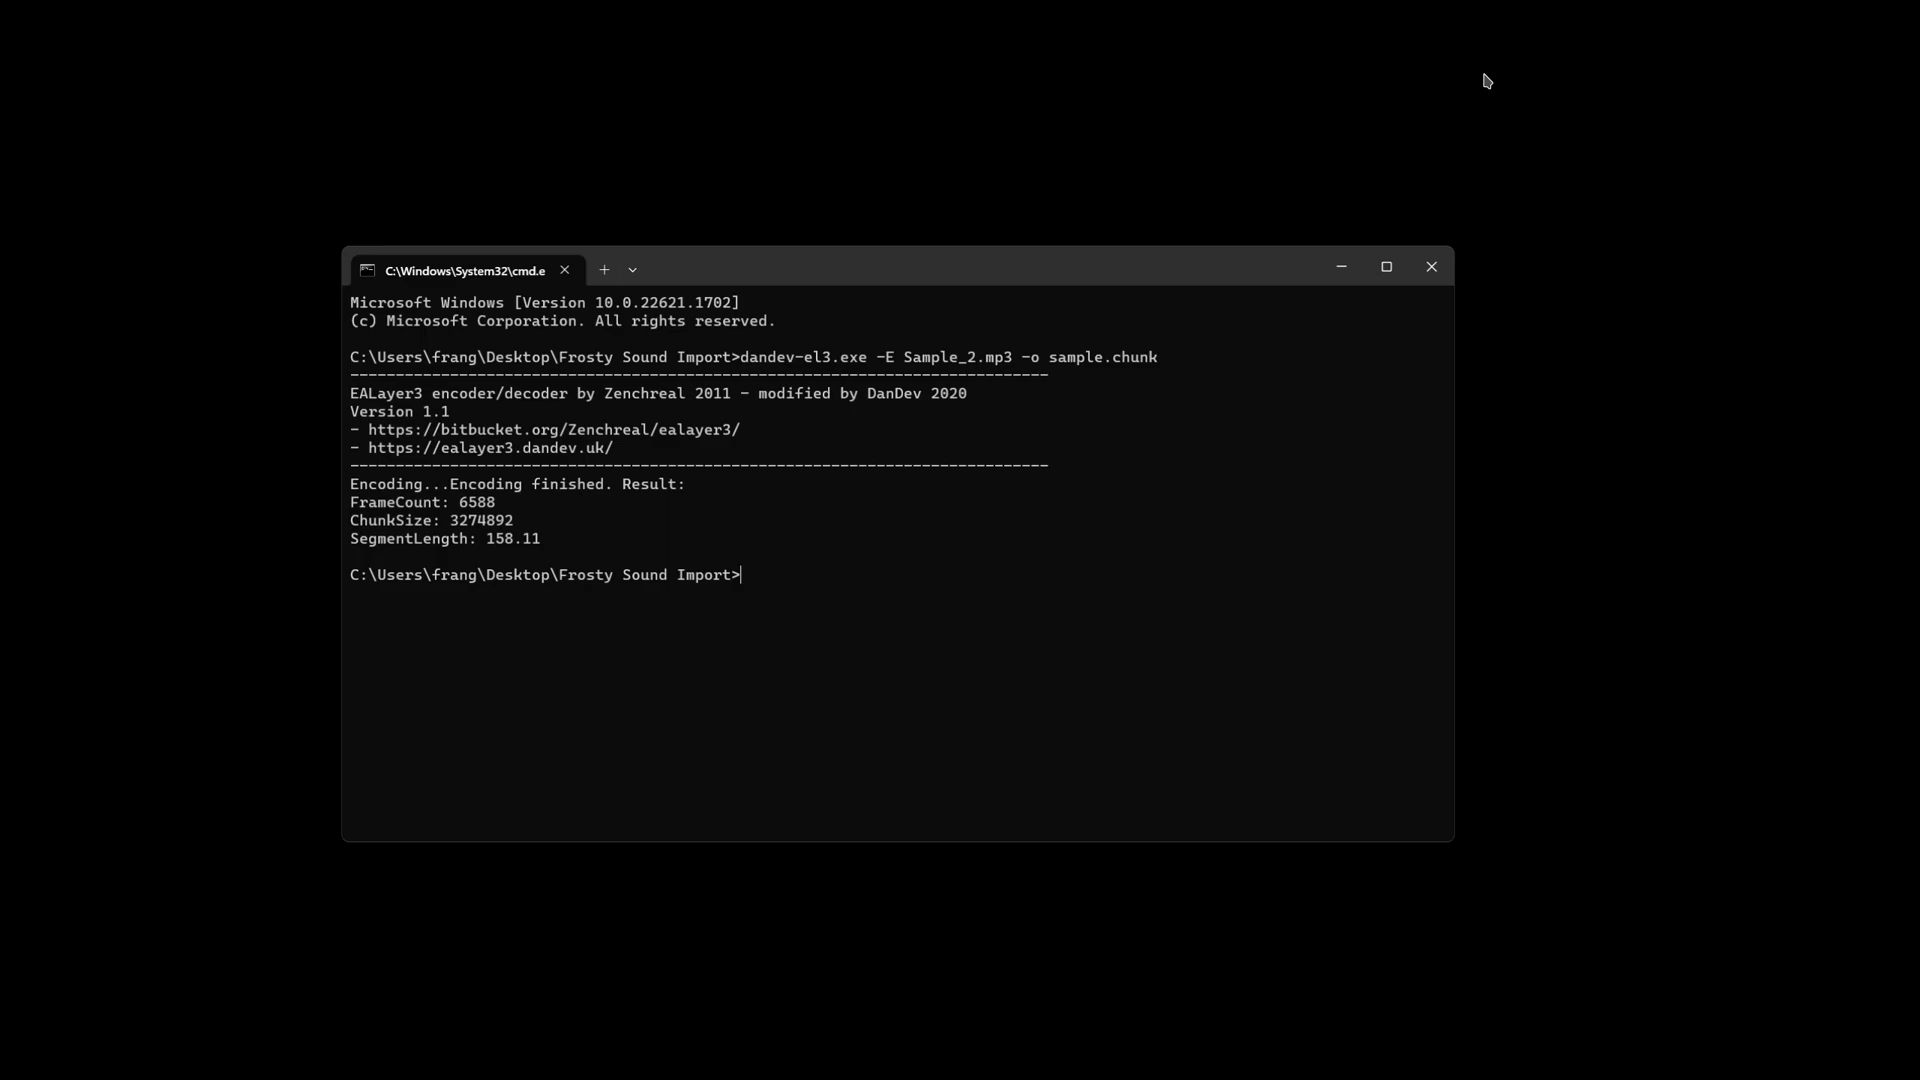 C:\Windows\System32\cmd.e
Microsoft Windows [Version 10.0.22621.1702]
(c) Microsoft Corporation. All rights reserved.
C:\Users\frang\Desktop\Frosty Sound Import>dandev-el3.exe -E Sample_2.mp3 -o sample.chunk
-----------------------------------------------------------------------------
EALayer3 encoder/decoder by Zenchreal 2011 - modified by DanDev 2020
Version 1.1
- https://bitbucket.org/Zenchreal/ealayer3/
- https://ealayer3.dandev.uk/
-----------------------------------------------------------------------------
Encoding...Encoding finished. Result:
FrameCount: 6588
ChunkSize: 3274892
SegmentLength: 158.11
C:\Users\frang\Desktop\Frosty Sound Import>